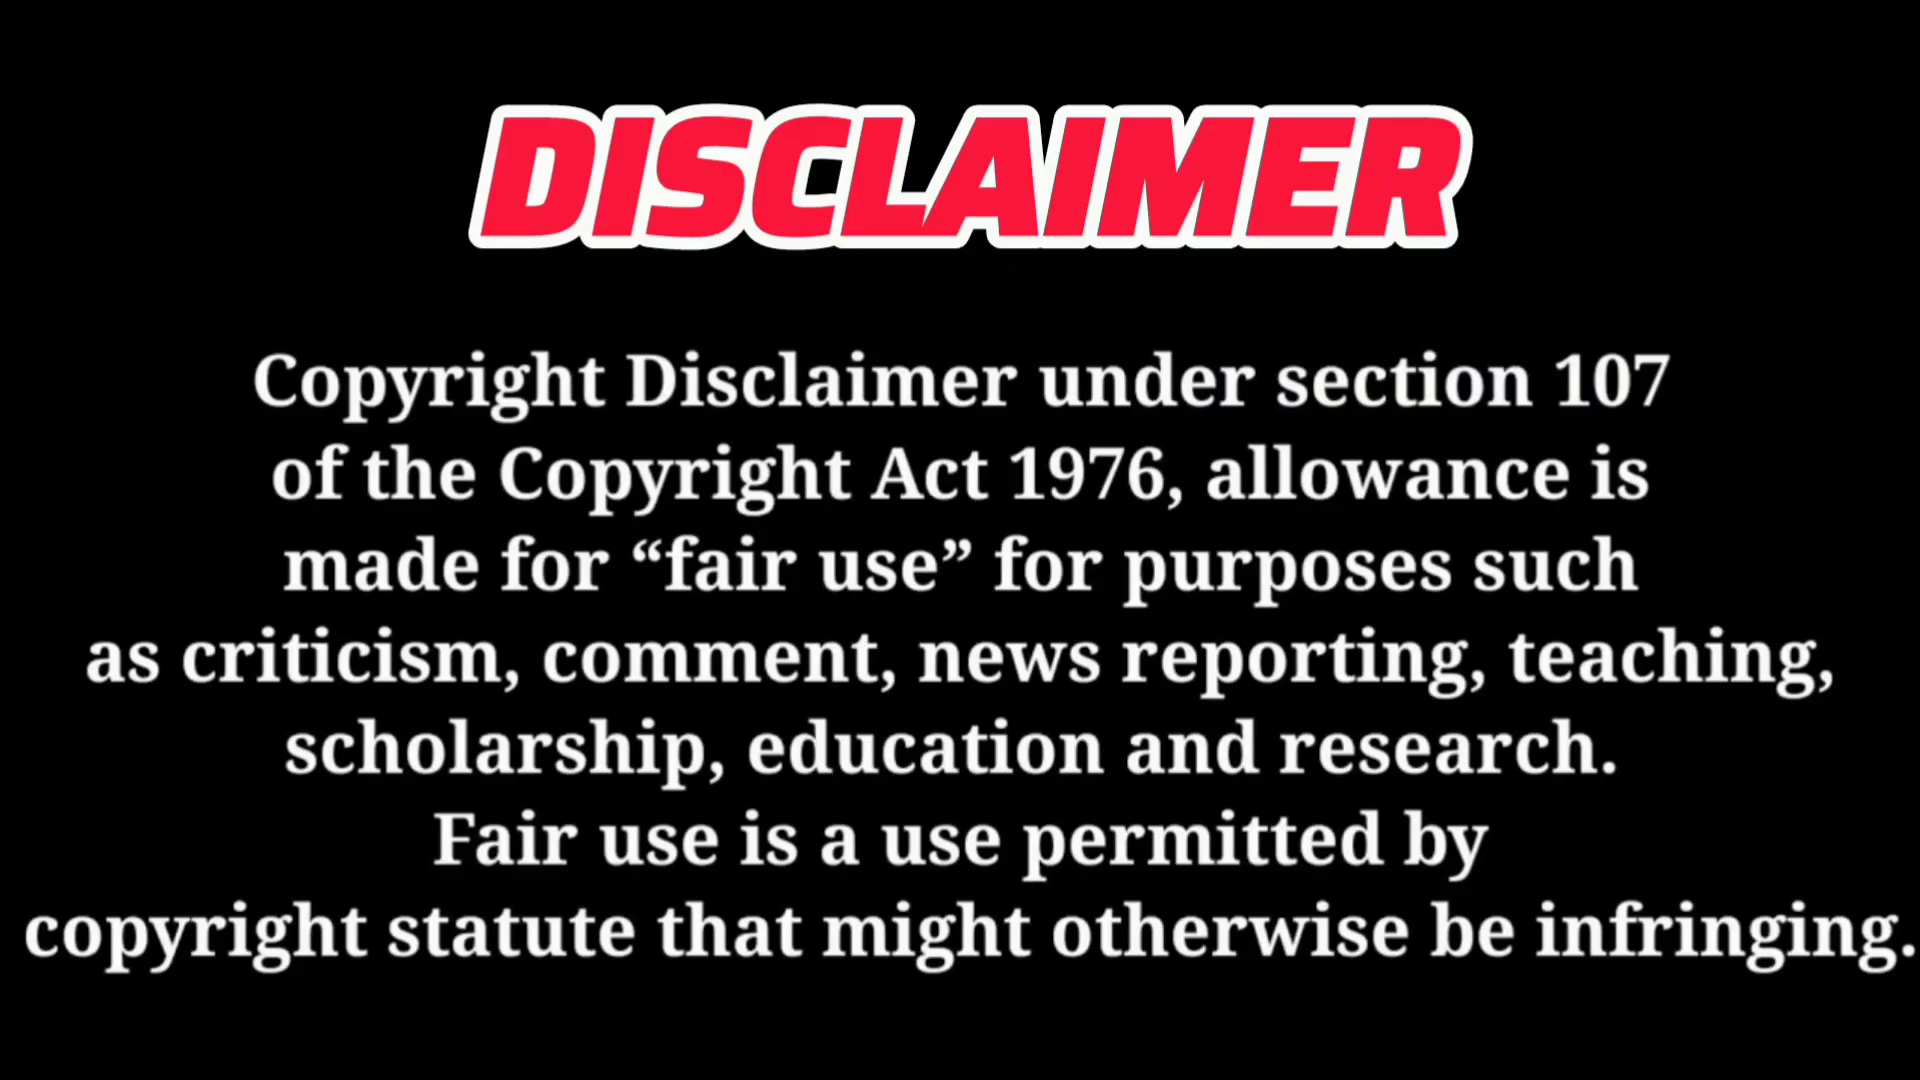 DISCLAIMER
Copyright Disclaimer under section 107
of the Copyright Act 1976, allowance is
made for “fair use” for purposes such
as criticism, comment, news reporting, teaching,
scholarship, education and research.
Fair use is a use permitted by
copyright statute that might otherwise be infringing.